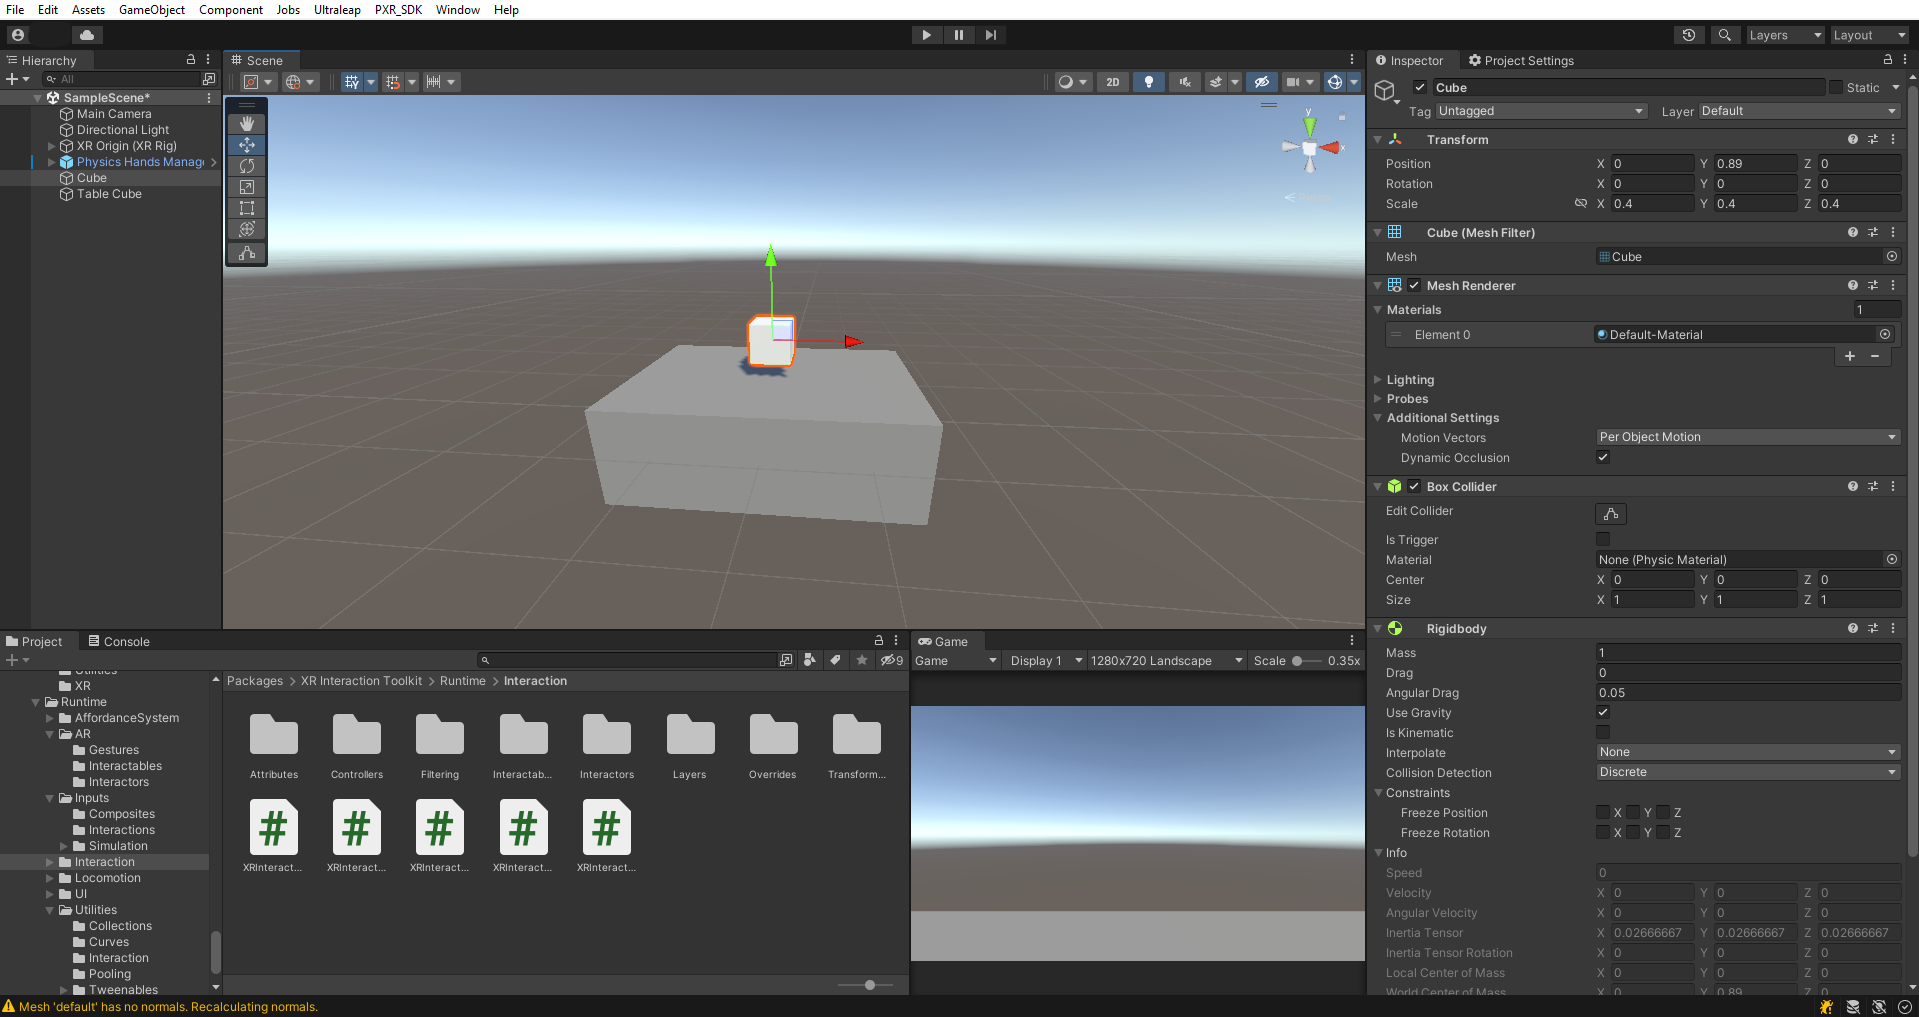 File Edit Assets GameObject Component Jobs Ultraleap PXR_SDK Window Help
Layers Layout
Hierarchy
All
SampleScene*
Main Camera
Directional Light
XR Origin (XR Rig)
Physics Hands Manag
Cube
Table Cube
Scene
2D
y
x
Inspector Project Settings
Cube Static
Tag Untagged Layer Default
Transform
Position X 0 Y 0.89 Z 0
Rotation X 0 Y 0 Z 0
Scale X 0.4 Y 0.4 Z 0.4
Cube (Mesh Filter)
Mesh Cube
Mesh Renderer
Materials 1
Element 0 Default-Material
Lighting
Probes
Additional Settings
Motion Vectors Per Object Motion
Dynamic Occlusion
Box Collider
Edit Collider
Is Trigger
Material None (Physic Material)
Center X 0 Y 0 Z 0
Size X 1 Y 1 Z 1
Rigidbody
Mass 1
Drag 0
Angular Drag 0.05
Use Gravity
Is Kinematic
Interpolate None
Collision Detection Discrete
Constraints
Freeze Position X Y Z
Freeze Rotation X Y Z
Info
Speed 0
Velocity X 0 Y 0 Z 0
Angular Velocity X 0 Y 0 Z 0
Inertia Tensor X 0.02666667 Y 0.02666667 Z 0.02666667
Inertia Tensor Rotation X 0 Y 0 Z 0
Local Center of Mass X 0 Y 0 Z 0
World Center of Mass X 0 Y 0.89 Z 0
Project Console
9
Utilities
XR
Runtime
AffordanceSystem
AR
Gestures
Interactables
Interactors
Inputs
Composites
Interactions
Simulation
Interaction
Locomotion
UI
Utilities
Collections
Curves
Interaction
Pooling
Tweenables
Packages > XR Interaction Toolkit > Runtime > Interaction
Attributes Controllers Filtering Interactab... Interactors Layers Overrides Transform...
# # # # #
XRInteract... XRInteract... XRInteract... XRInteract... XRInteract...
Game
Game Display 1 1280x720 Landscape Scale 0.35x
Mesh 'default' has no normals. Recalculating normals.